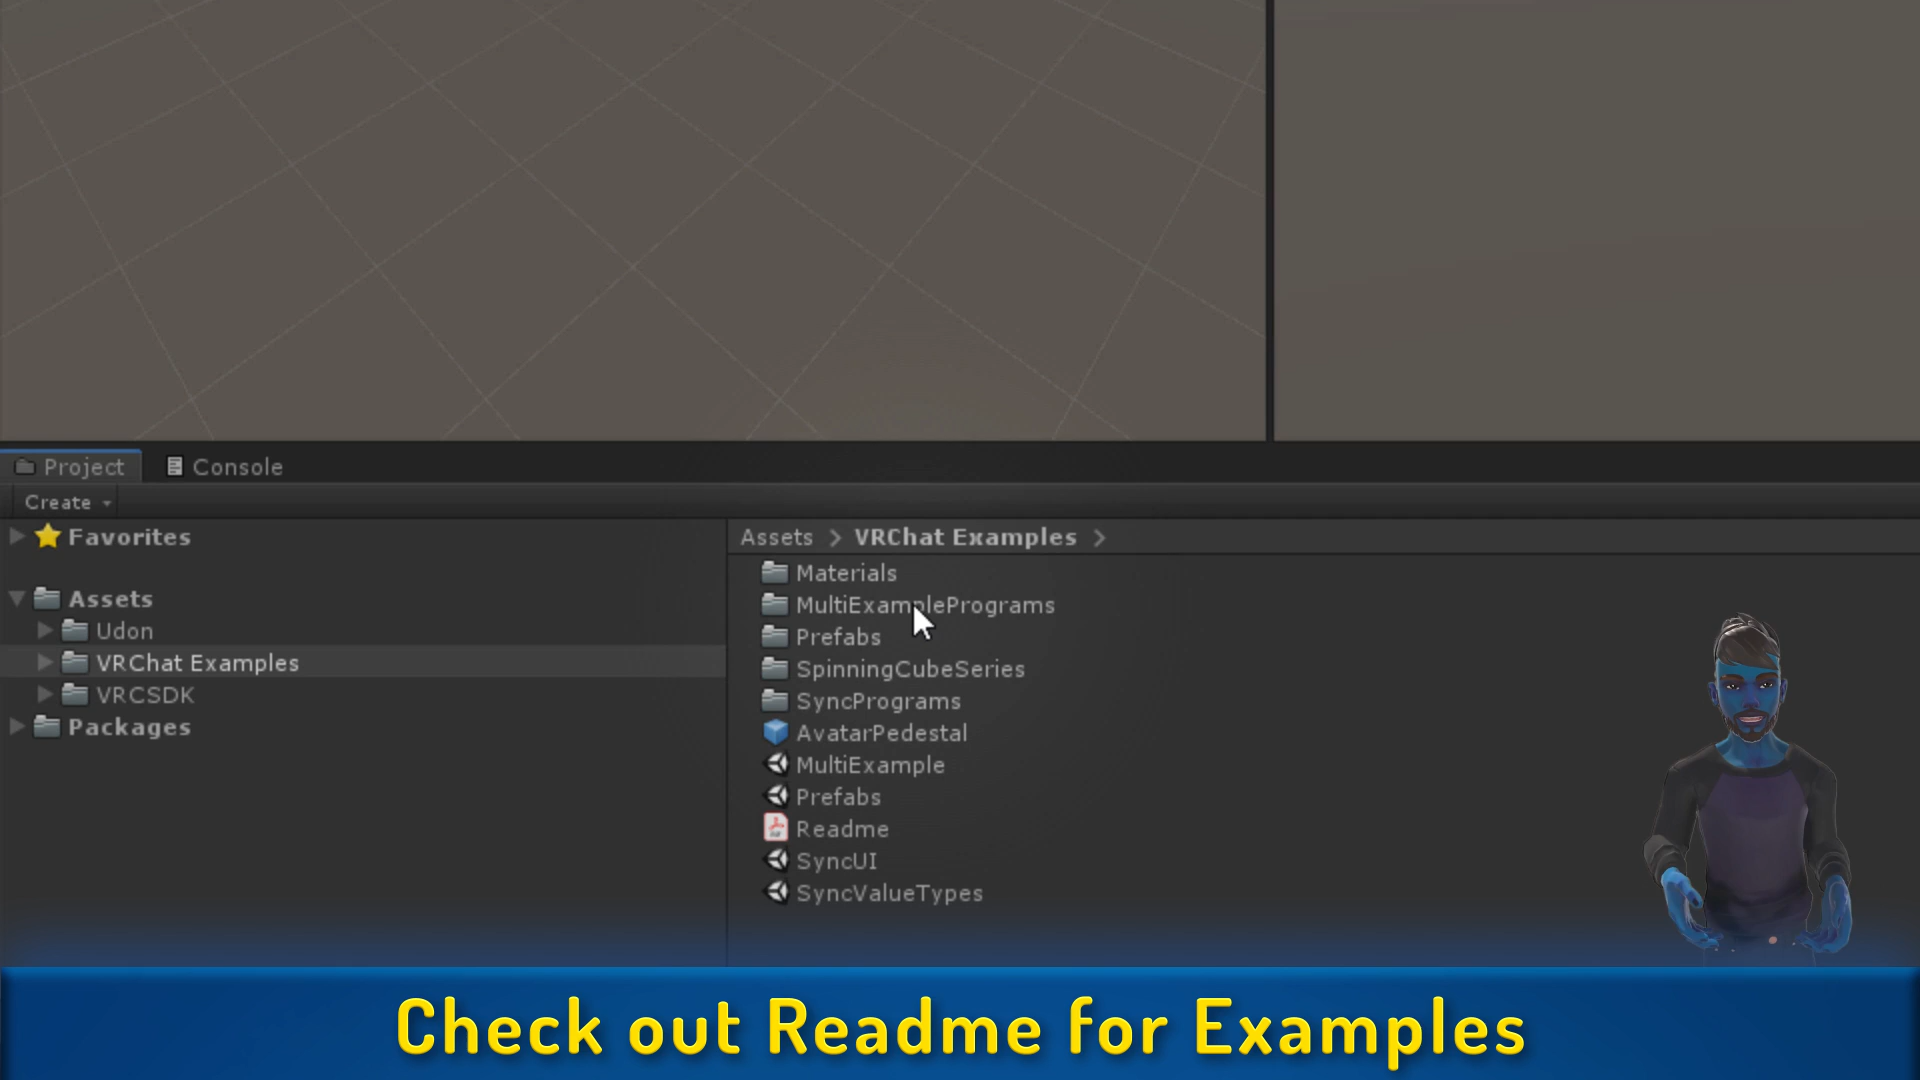 Project
Console
Create
Favorites
Assets
Udon
VRChat Examples
VRCSDK
Packages
Assets > VRChat Examples >
Materials
MultiExamplePrograms
Prefabs
SpinningCubeSeries
SyncPrograms
AvatarPedestal
MultiExample
Prefabs
Readme
SyncUI
SyncValueTypes
Check out Readme for Examples